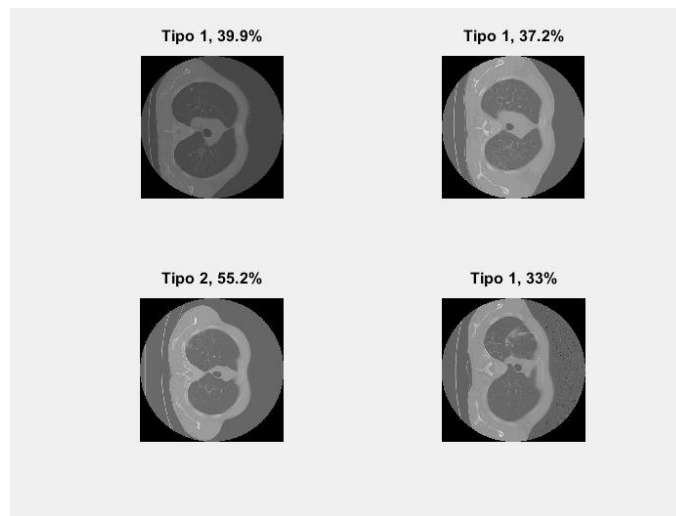 Tipo 1, 39.9%
Tipo 1, 37.2%
Tipo 2, 55.2%
Tipo 1, 33%